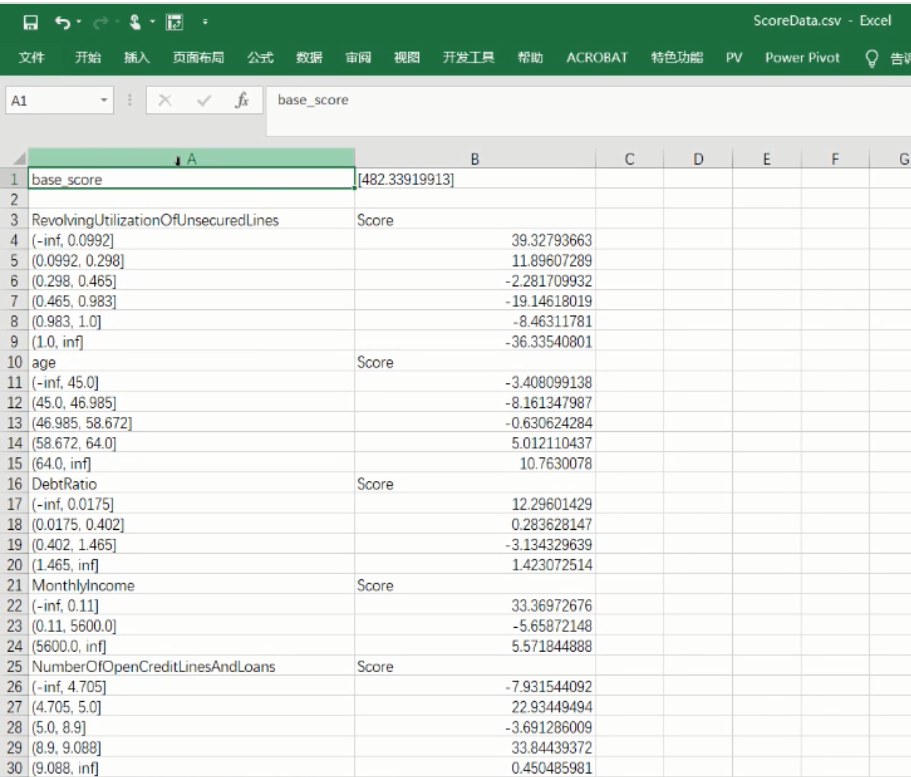 ScoreData.csv - Excel
文件 开始 插入 页面布局 公式 数据 审阅 视图 开发工具 帮助 ACROBAT 特色功能 PV Power Pivot
A1 fx base_score
A B C D E F G
1 base_score [482.33919913]
2
3 RevolvingUtilizationOfUnsecuredLines Score
4 (-inf, 0.0992] 39.32793663
5 (0.0992, 0.298] 11.89607289
6 (0.298, 0.465] -2.281709932
7 (0.465, 0.983] -19.14618019
8 (0.983, 1.0] -8.46311781
9 (1.0, inf] -36.33540801
10 age Score
11 (-inf, 45.0] -3.408099138
12 (45.0, 46.985] -8.161347987
13 (46.985, 58.672] -0.630624284
14 (58.672, 64.0] 5.012110437
15 (64.0, inf] 10.7630078
16 DebtRatio Score
17 (-inf, 0.0175] 12.29601429
18 (0.0175, 0.402] 0.283628147
19 (0.402, 1.465] -3.134329639
20 (1.465, inf] 1.423072514
21 MonthlyIncome Score
22 (-inf, 0.11] 33.36972676
23 (0.11, 5600.0] -5.65872148
24 (5600.0, inf] 5.571844888
25 NumberOfOpenCreditLinesAndLoans Score
26 (-inf, 4.705] -7.931544092
27 (4.705, 5.0] 22.93449494
28 (5.0, 8.9] -3.691286009
29 (8.9, 9.088] 33.84439372
30 (9.088, inf] 0.450485981